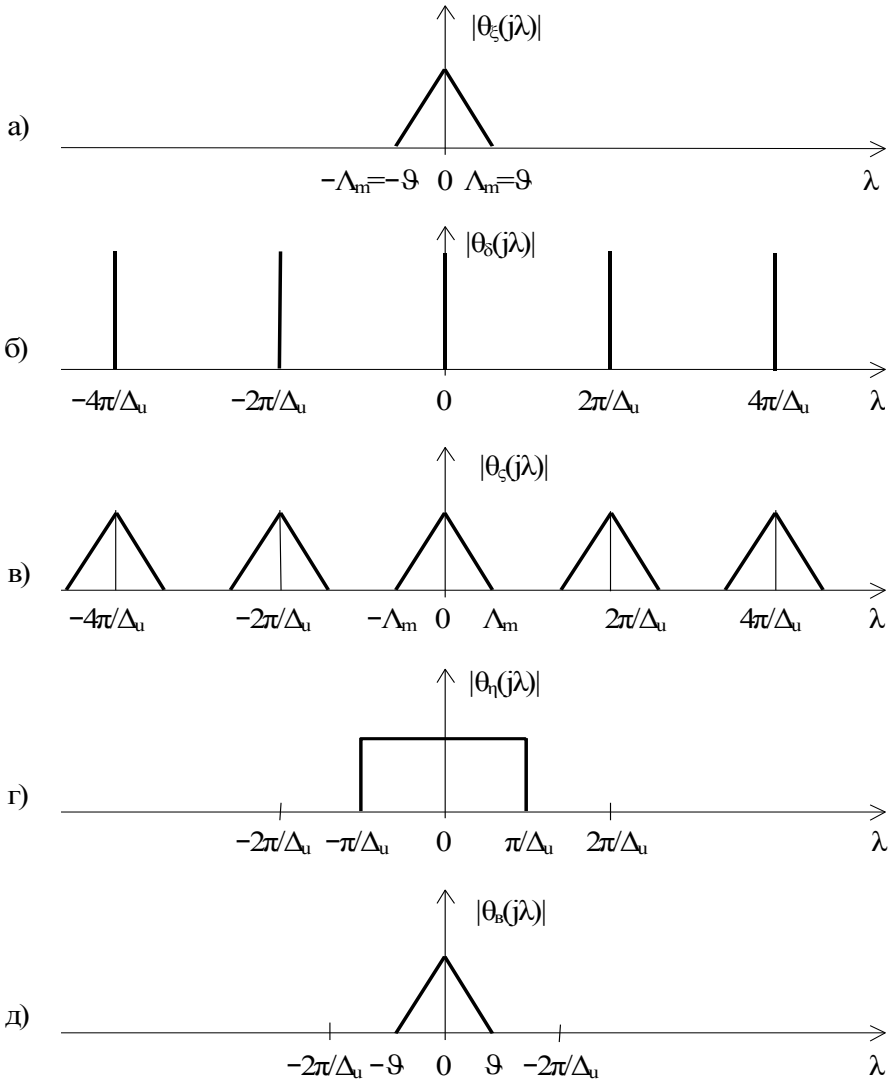 |θξ(jλ)|
а)
−Λm=−ϑ 0 Λm=ϑ λ
|θδ(jλ)|
б)
−4π/Δu −2π/Δu 0 2π/Δu 4π/Δu λ
|θς(jλ)|
в)
−4π/Δu −2π/Δu −Λm 0 Λm 2π/Δu 4π/Δu λ
|θη(jλ)|
г)
−2π/Δu −π/Δu 0 π/Δu 2π/Δu λ
|θв(jλ)|
д)
−2π/Δu −ϑ 0 ϑ −2π/Δu λ